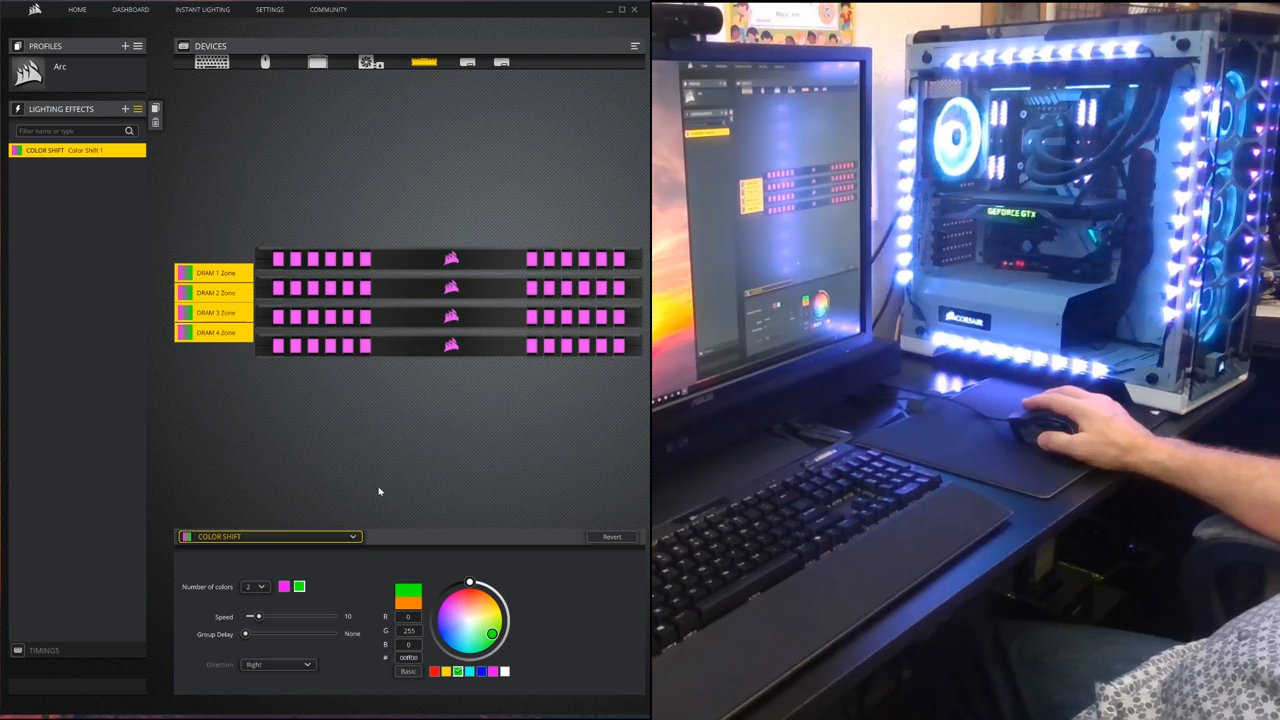 HOME DASHBOARD INSTANT LIGHTING SETTINGS COMMUNITY
PROFILES
DEVICES
Arc
LIGHTING EFFECTS
Filter name or type
COLOR SHIFT Color Shift 1
DRAM 1 Zone
DRAM 2 Zone
DRAM 3 Zone
DRAM 4 Zone
COLOR SHIFT
Revert
Number of colors 2
Speed 10
Group Delay None
Direction Right
R 0
G 255
B 0
# 00ff00
Basic
TIMINGS
GEFORCE GTX
CORSAIR
ASUS